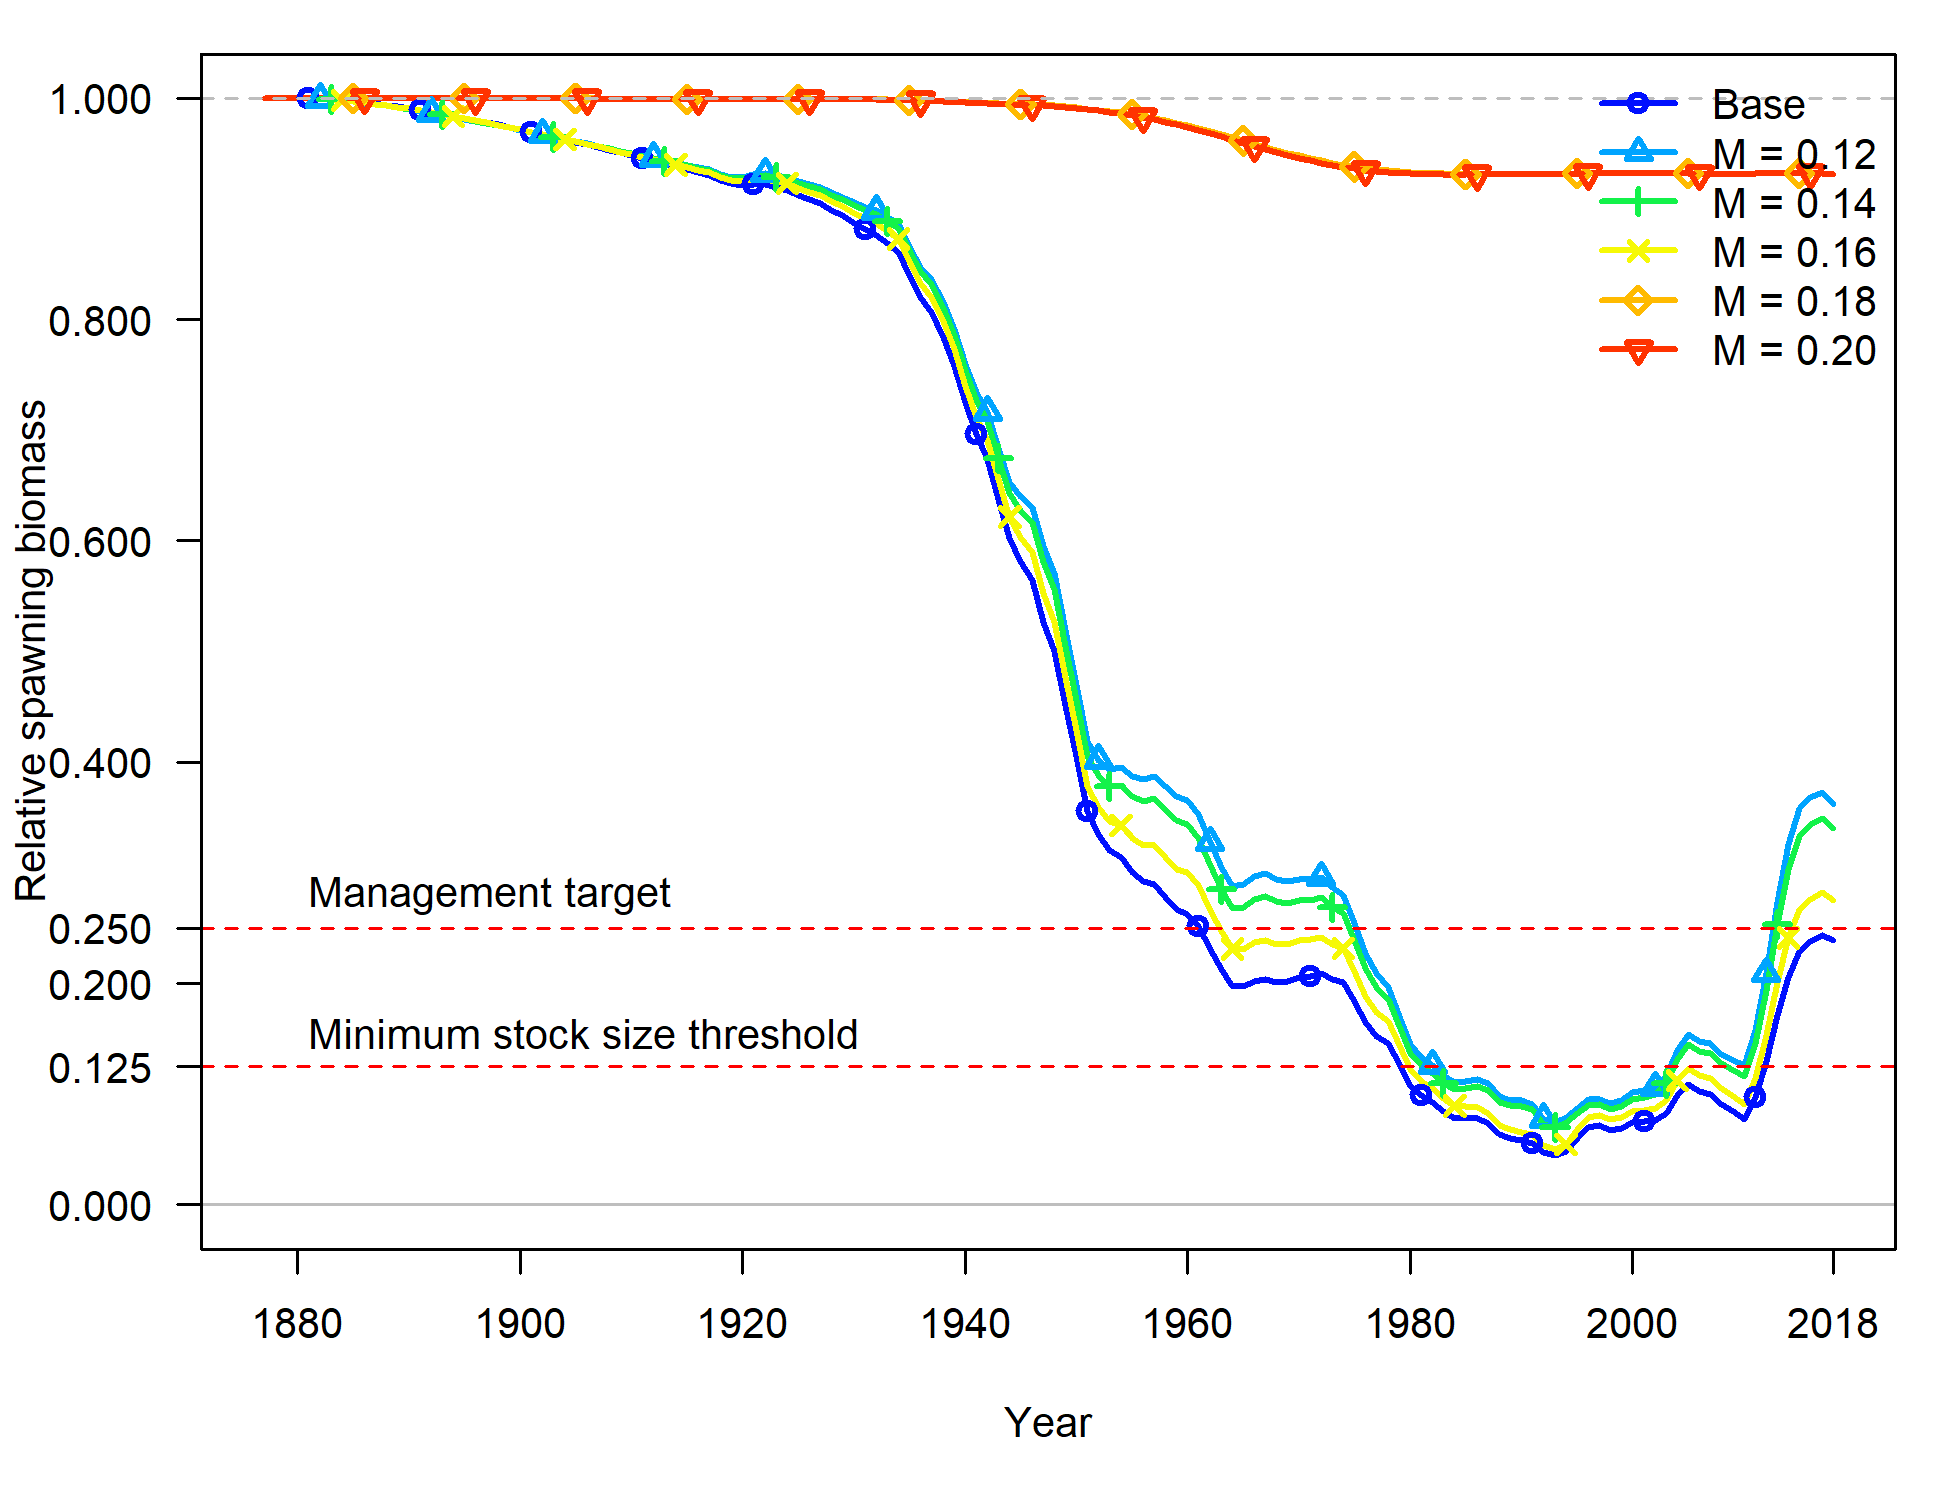 Relative spawning biomass
1.000
0.800
0.600
0.400
0.250
0.200
0.125
0.000
Base
M = 0.12
M = 0.14
M = 0.16
M = 0.18
M = 0.20
Management target
Minimum stock size threshold
1880 1900 1920 1940 1960 1980 2000 2018
Year